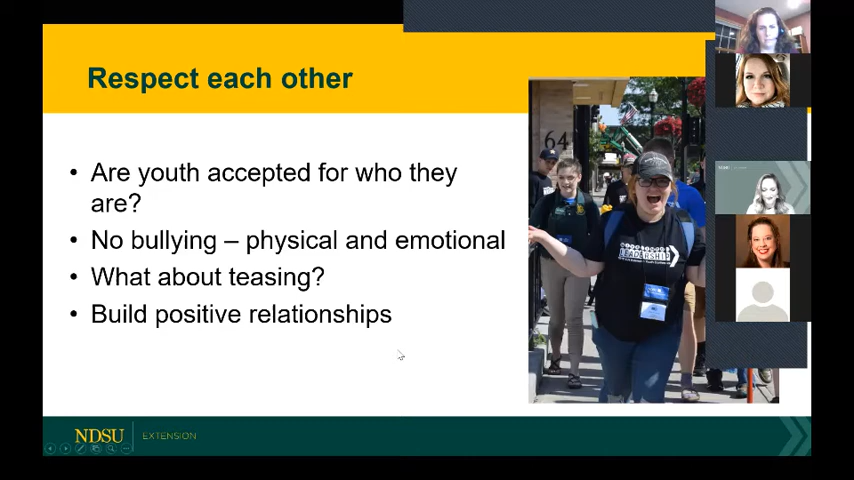 Respect each other
64
• Are youth accepted for who they
are?
• No bullying – physical and emotional
• What about teasing?
• Build positive relationships
LEADERSHIP
NDSU EXTENSION